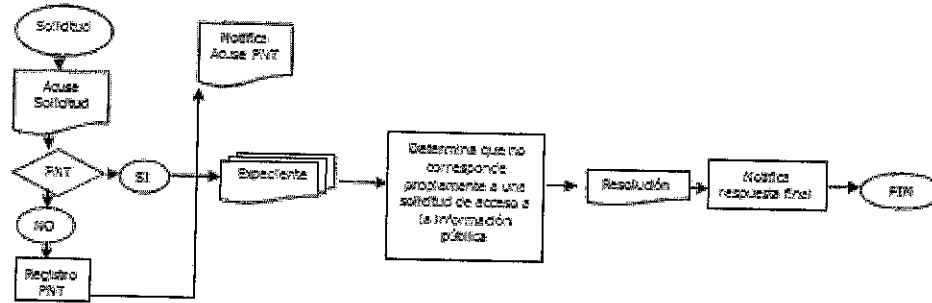 Solicitud
Acuse
Solicitud
PNT
SI
NO
Registro
PNT
Notifica
Acuse PNT
Expediente
Determina que no
corresponde
propiamente a una
solicitud de acceso a
la información
pública
Resolución
Notifica
respuesta final
FIN